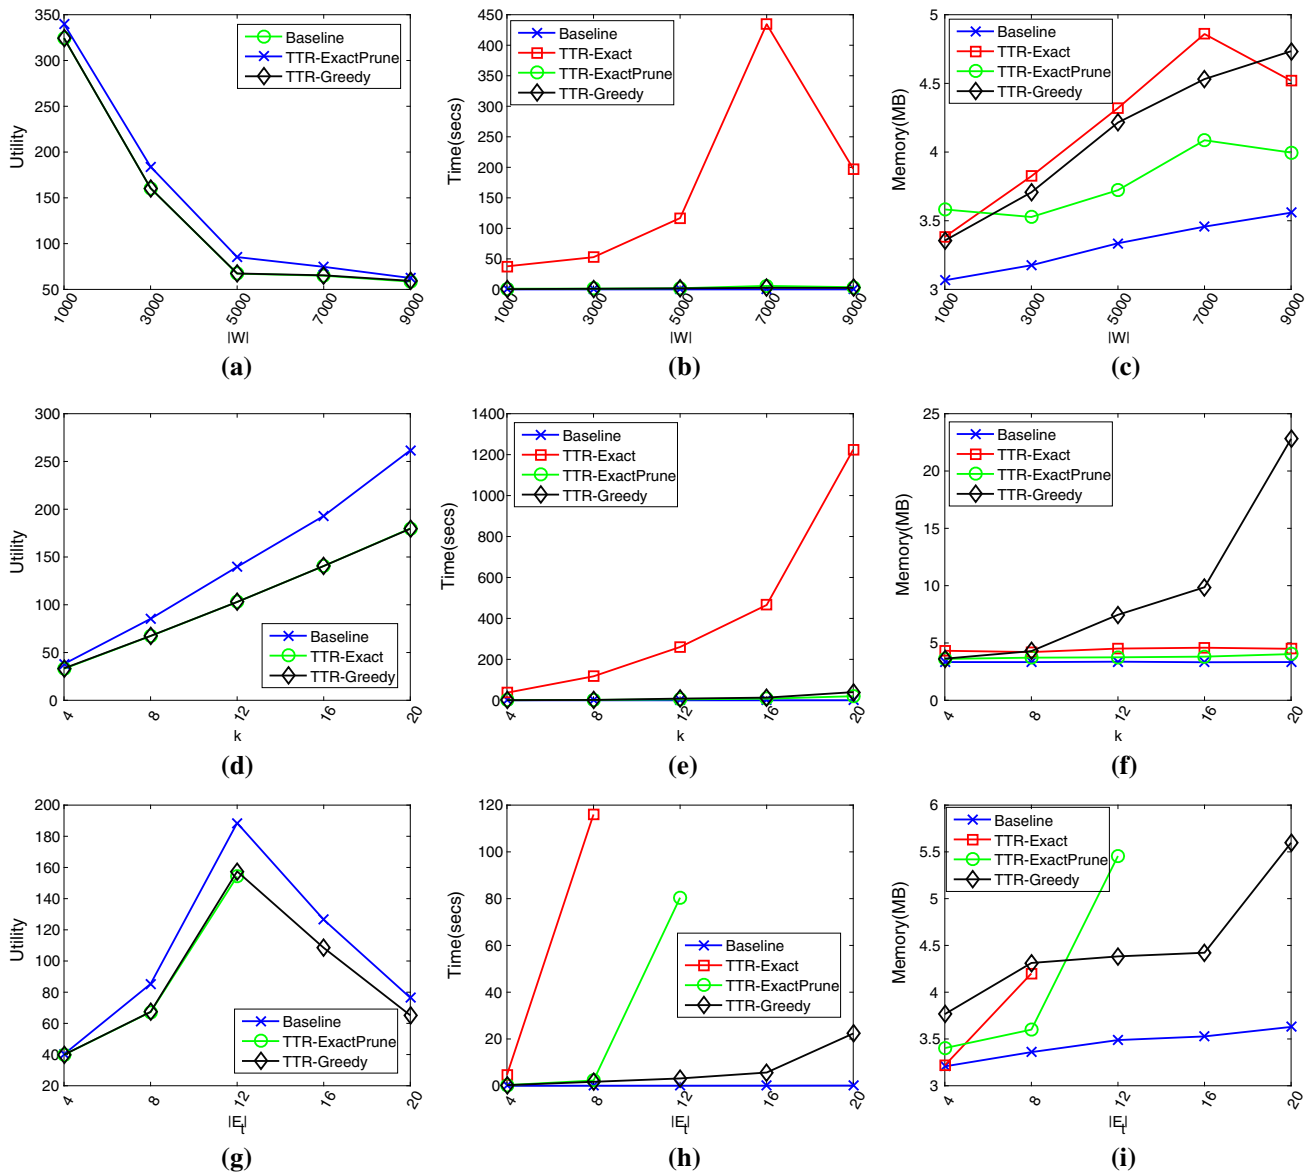 350
300
250
200
150
100
50
Utility
1000
3000
5000
7000
9000
|W|
Baseline
TTR-ExactPrune
TTR-Greedy
(a)
450
400
350
300
250
200
150
100
50
0
Time(secs)
1000
3000
5000
7000
9000
|W|
Baseline
TTR-Exact
TTR-ExactPrune
TTR-Greedy
(b)
5
4.5
4
3.5
3
Memory(MB)
1000
3000
5000
7000
9000
|W|
Baseline
TTR-Exact
TTR-ExactPrune
TTR-Greedy
(c)
300
250
200
150
100
50
0
Utility
4
8
12
16
20
k
Baseline
TTR-Exact
TTR-Greedy
(d)
1400
1200
1000
800
600
400
200
0
Time(secs)
4
8
12
16
20
k
Baseline
TTR-Exact
TTR-ExactPrune
TTR-Greedy
(e)
25
20
15
10
5
0
Memory(MB)
4
8
12
16
20
k
Baseline
TTR-Exact
TTR-ExactPrune
TTR-Greedy
(f)
200
180
160
140
120
100
80
60
40
20
Utility
4
8
12
16
20
|E_t|
Baseline
TTR-ExactPrune
TTR-Greedy
(g)
120
100
80
60
40
20
0
Time(secs)
4
8
12
16
20
|E_t|
Baseline
TTR-Exact
TTR-ExactPrune
TTR-Greedy
(h)
6
5.5
5
4.5
4
3.5
3
Memory(MB)
4
8
12
16
20
|E_t|
Baseline
TTR-Exact
TTR-ExactPrune
TTR-Greedy
(i)